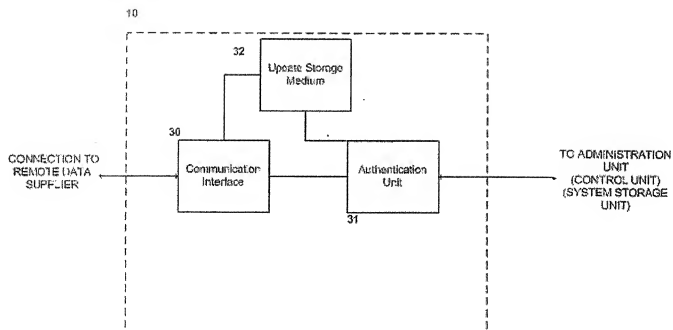 10
32
Update Storage
Medium
30
CONNECTION TO
REMOTE DATA
SUPPLIER
Communication
Interface
Authentication
Unit
31
TO ADMINISTRATION
UNIT
(CONTROL UNIT)
(SYSTEM STORAGE
UNIT)